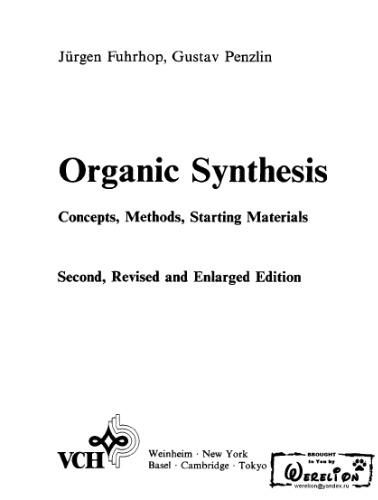 Jürgen Fuhrhop, Gustav Penzlin
Organic Synthesis
Concepts, Methods, Starting Materials
Second, Revised and Enlarged Edition
VCH
Weinheim · New York
Basel · Cambridge · Tokyo
BROUGHT
to You by
WERELION
werelion@yandex.ru